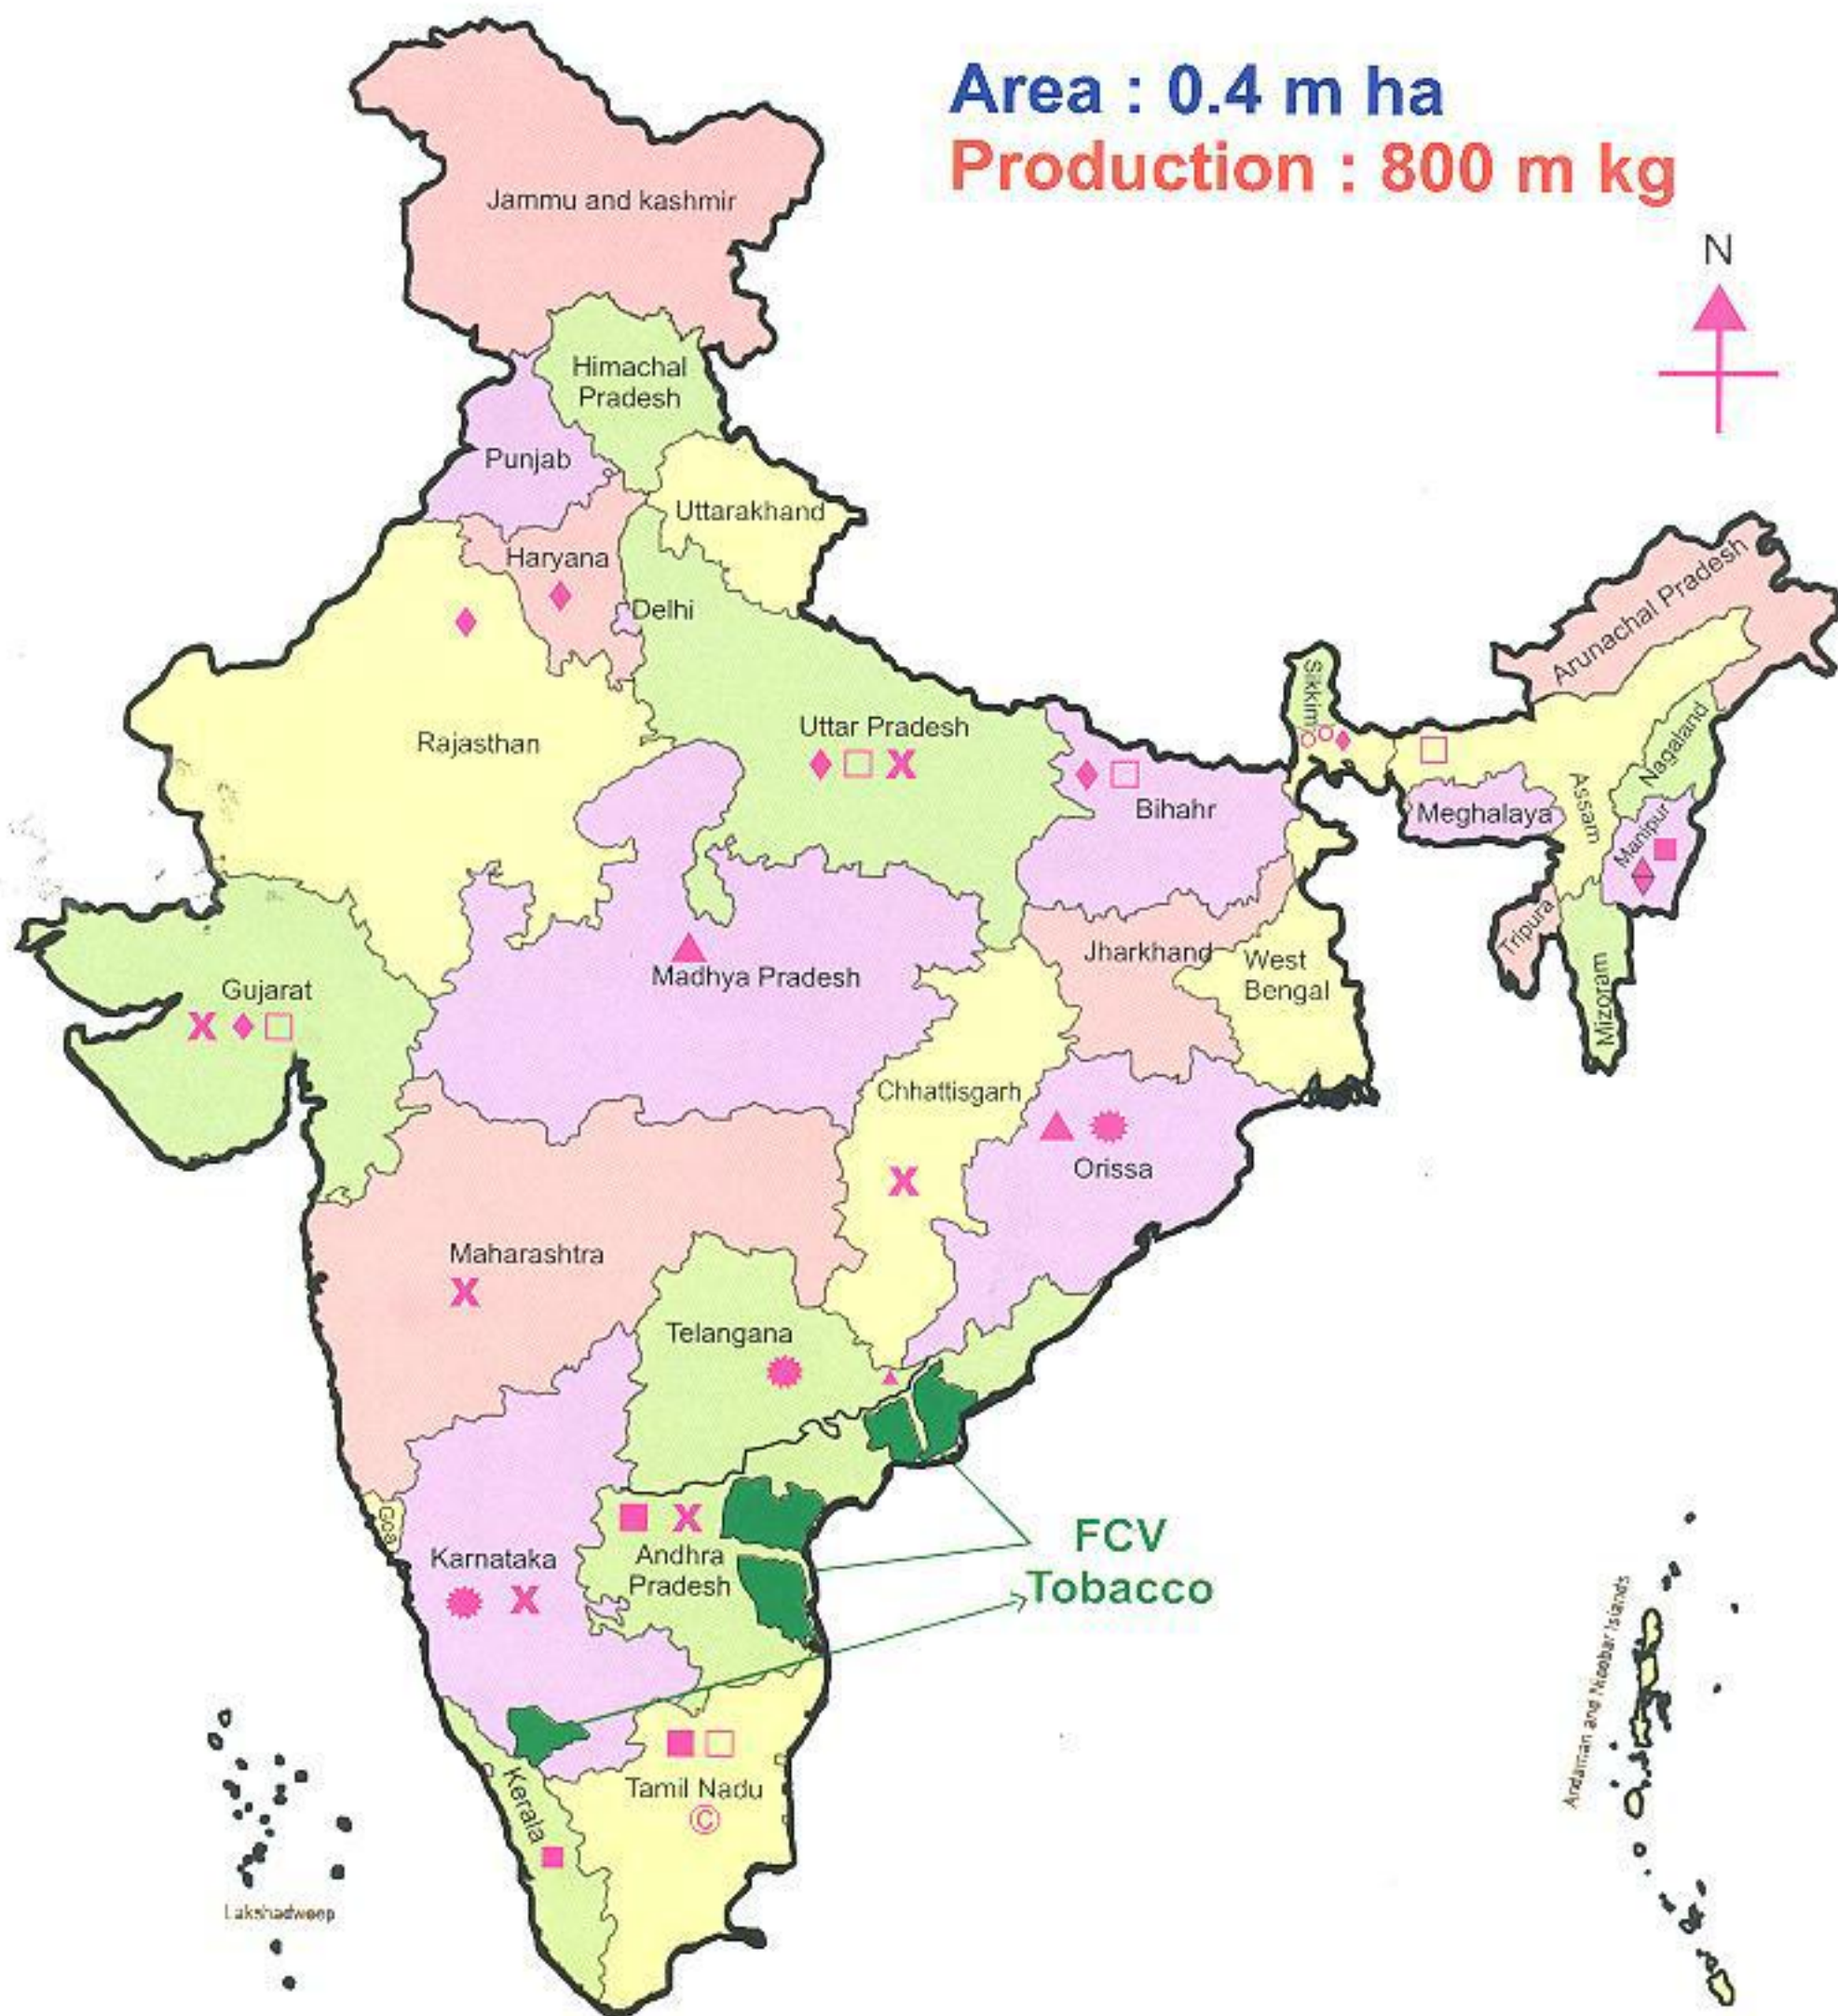 Area : 0.4 m ha
Production : 800 m kg
N
Jammu and kashmir
Himachal
Pradesh
Punjab
Uttarakhand
Haryana
Delhi
Arunachal Pradesh
Sikkim
Rajasthan
Uttar Pradesh
X
Bihahr
Nagaland
Assam
Meghalaya
Manipur
Tripura
Mizoram
Jharkhand
West
Bengal
Madhya Pradesh
Gujarat
X
Chhattisgarh
X
Orissa
Maharashtra
X
Telangana
X
Andhra
Pradesh
FCV
Tobacco
Goa
Karnataka
X
Tamil Nadu
©
Kerala
Lakshadweep
Andaman and Nicobar Islands